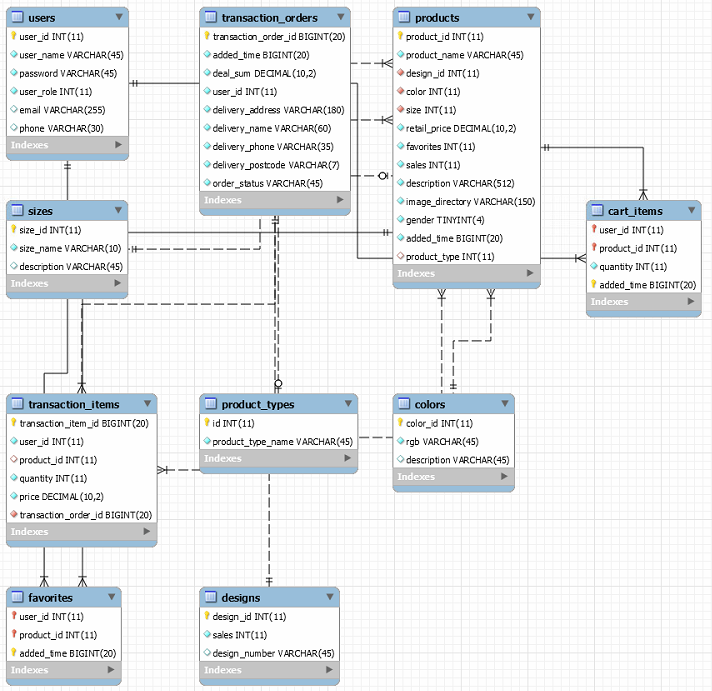 users
user_id INT(11)
user_name VARCHAR(45)
password VARCHAR(45)
user_role INT(11)
email VARCHAR(255)
phone VARCHAR(30)
Indexes
transaction_orders
transaction_order_id BIGINT(20)
added_time BIGINT(20)
deal_sum DECIMAL(10,2)
user_id INT(11)
delivery_address VARCHAR(180)
delivery_name VARCHAR(60)
delivery_phone VARCHAR(35)
delivery_postcode VARCHAR(7)
order_status VARCHAR(45)
Indexes
products
product_id INT(11)
product_name VARCHAR(45)
design_id INT(11)
color INT(11)
size INT(11)
retail_price DECIMAL(10,2)
favorites INT(11)
sales INT(11)
description VARCHAR(512)
image_directory VARCHAR(150)
gender TINYINT(4)
added_time BIGINT(20)
product_type INT(11)
Indexes
sizes
size_id INT(11)
size_name VARCHAR(10)
description VARCHAR(45)
Indexes
cart_items
user_id INT(11)
product_id INT(11)
quantity INT(11)
added_time BIGINT(20)
Indexes
transaction_items
transaction_item_id BIGINT(20)
user_id INT(11)
product_id INT(11)
quantity INT(11)
price DECIMAL(10,2)
transaction_order_id BIGINT(20)
Indexes
product_types
id INT(11)
product_type_name VARCHAR(45)
Indexes
colors
color_id INT(11)
rgb VARCHAR(45)
description VARCHAR(45)
Indexes
favorites
user_id INT(11)
product_id INT(11)
added_time BIGINT(20)
Indexes
designs
design_id INT(11)
sales INT(11)
design_number VARCHAR(45)
Indexes